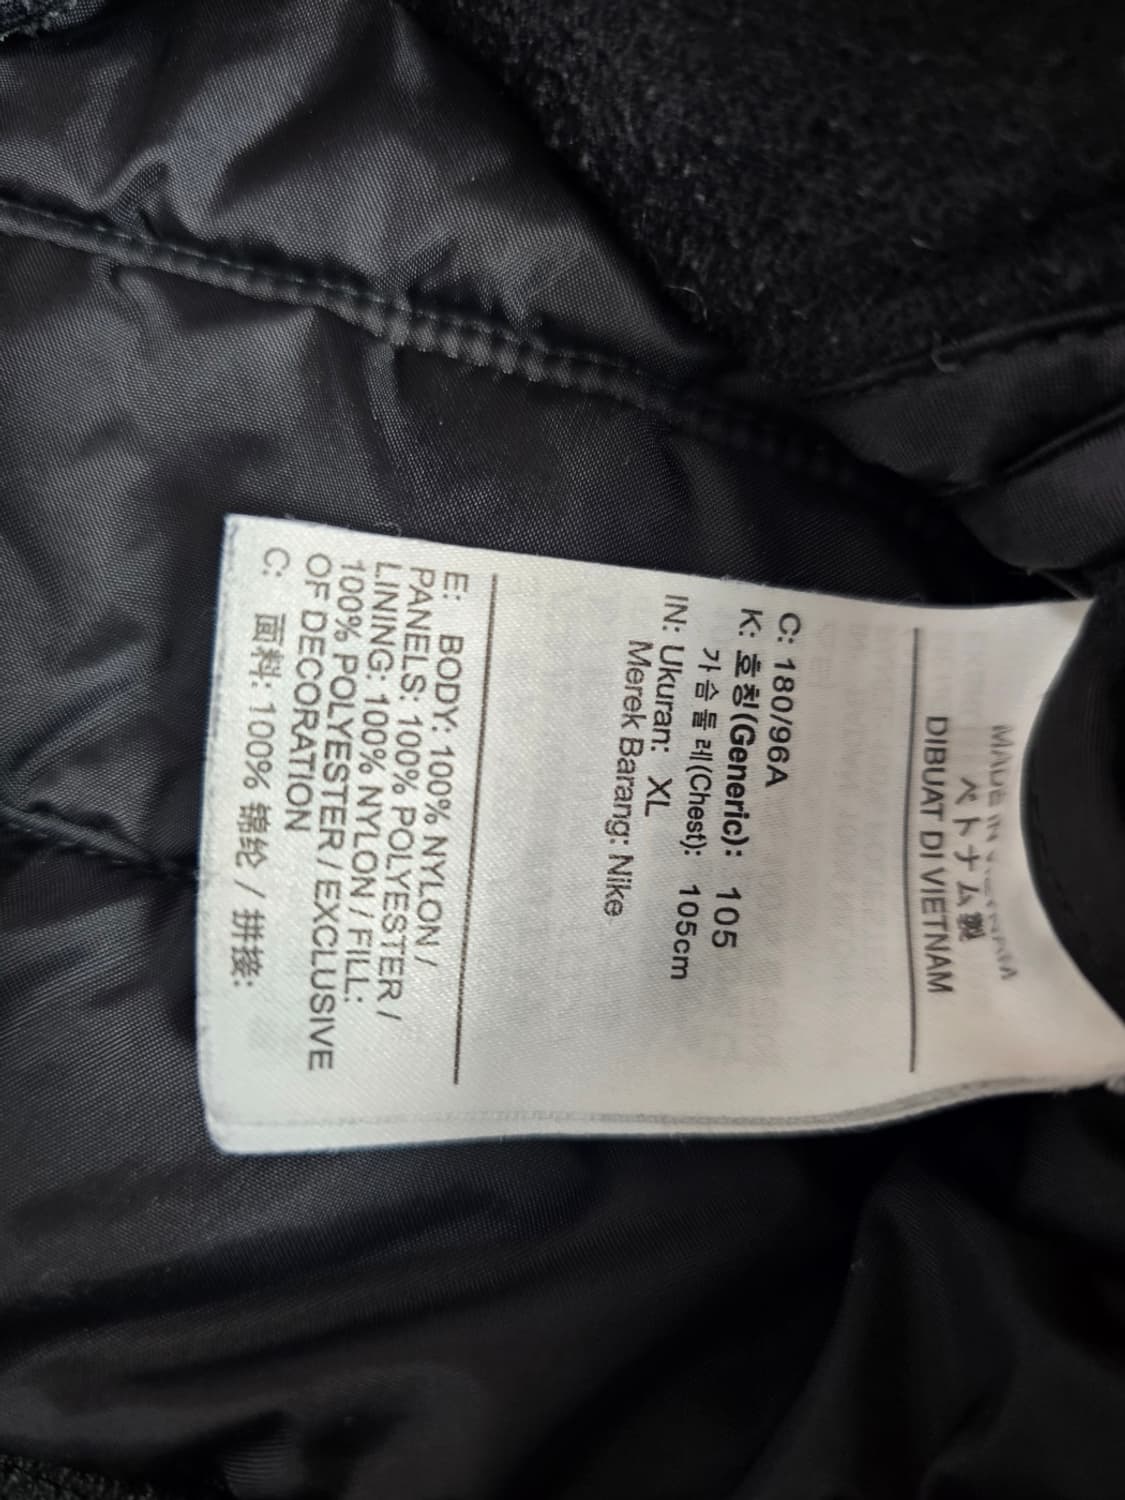 MADE IN VIETNAM
ベトナム製
DIBUAT DI VIETNAM
C: 180/96A
K: 호칭(Generic): 105
가슴둘레(Chest): 105cm
IN: Ukuran: XL
Merek Barang: Nike
E: BODY: 100% NYLON /
PANELS: 100% POLYESTER /
LINING: 100% NYLON / FILL:
100% POLYESTER / EXCLUSIVE
OF DECORATION
C: 面料: 100% 锦纶 / 拼接: